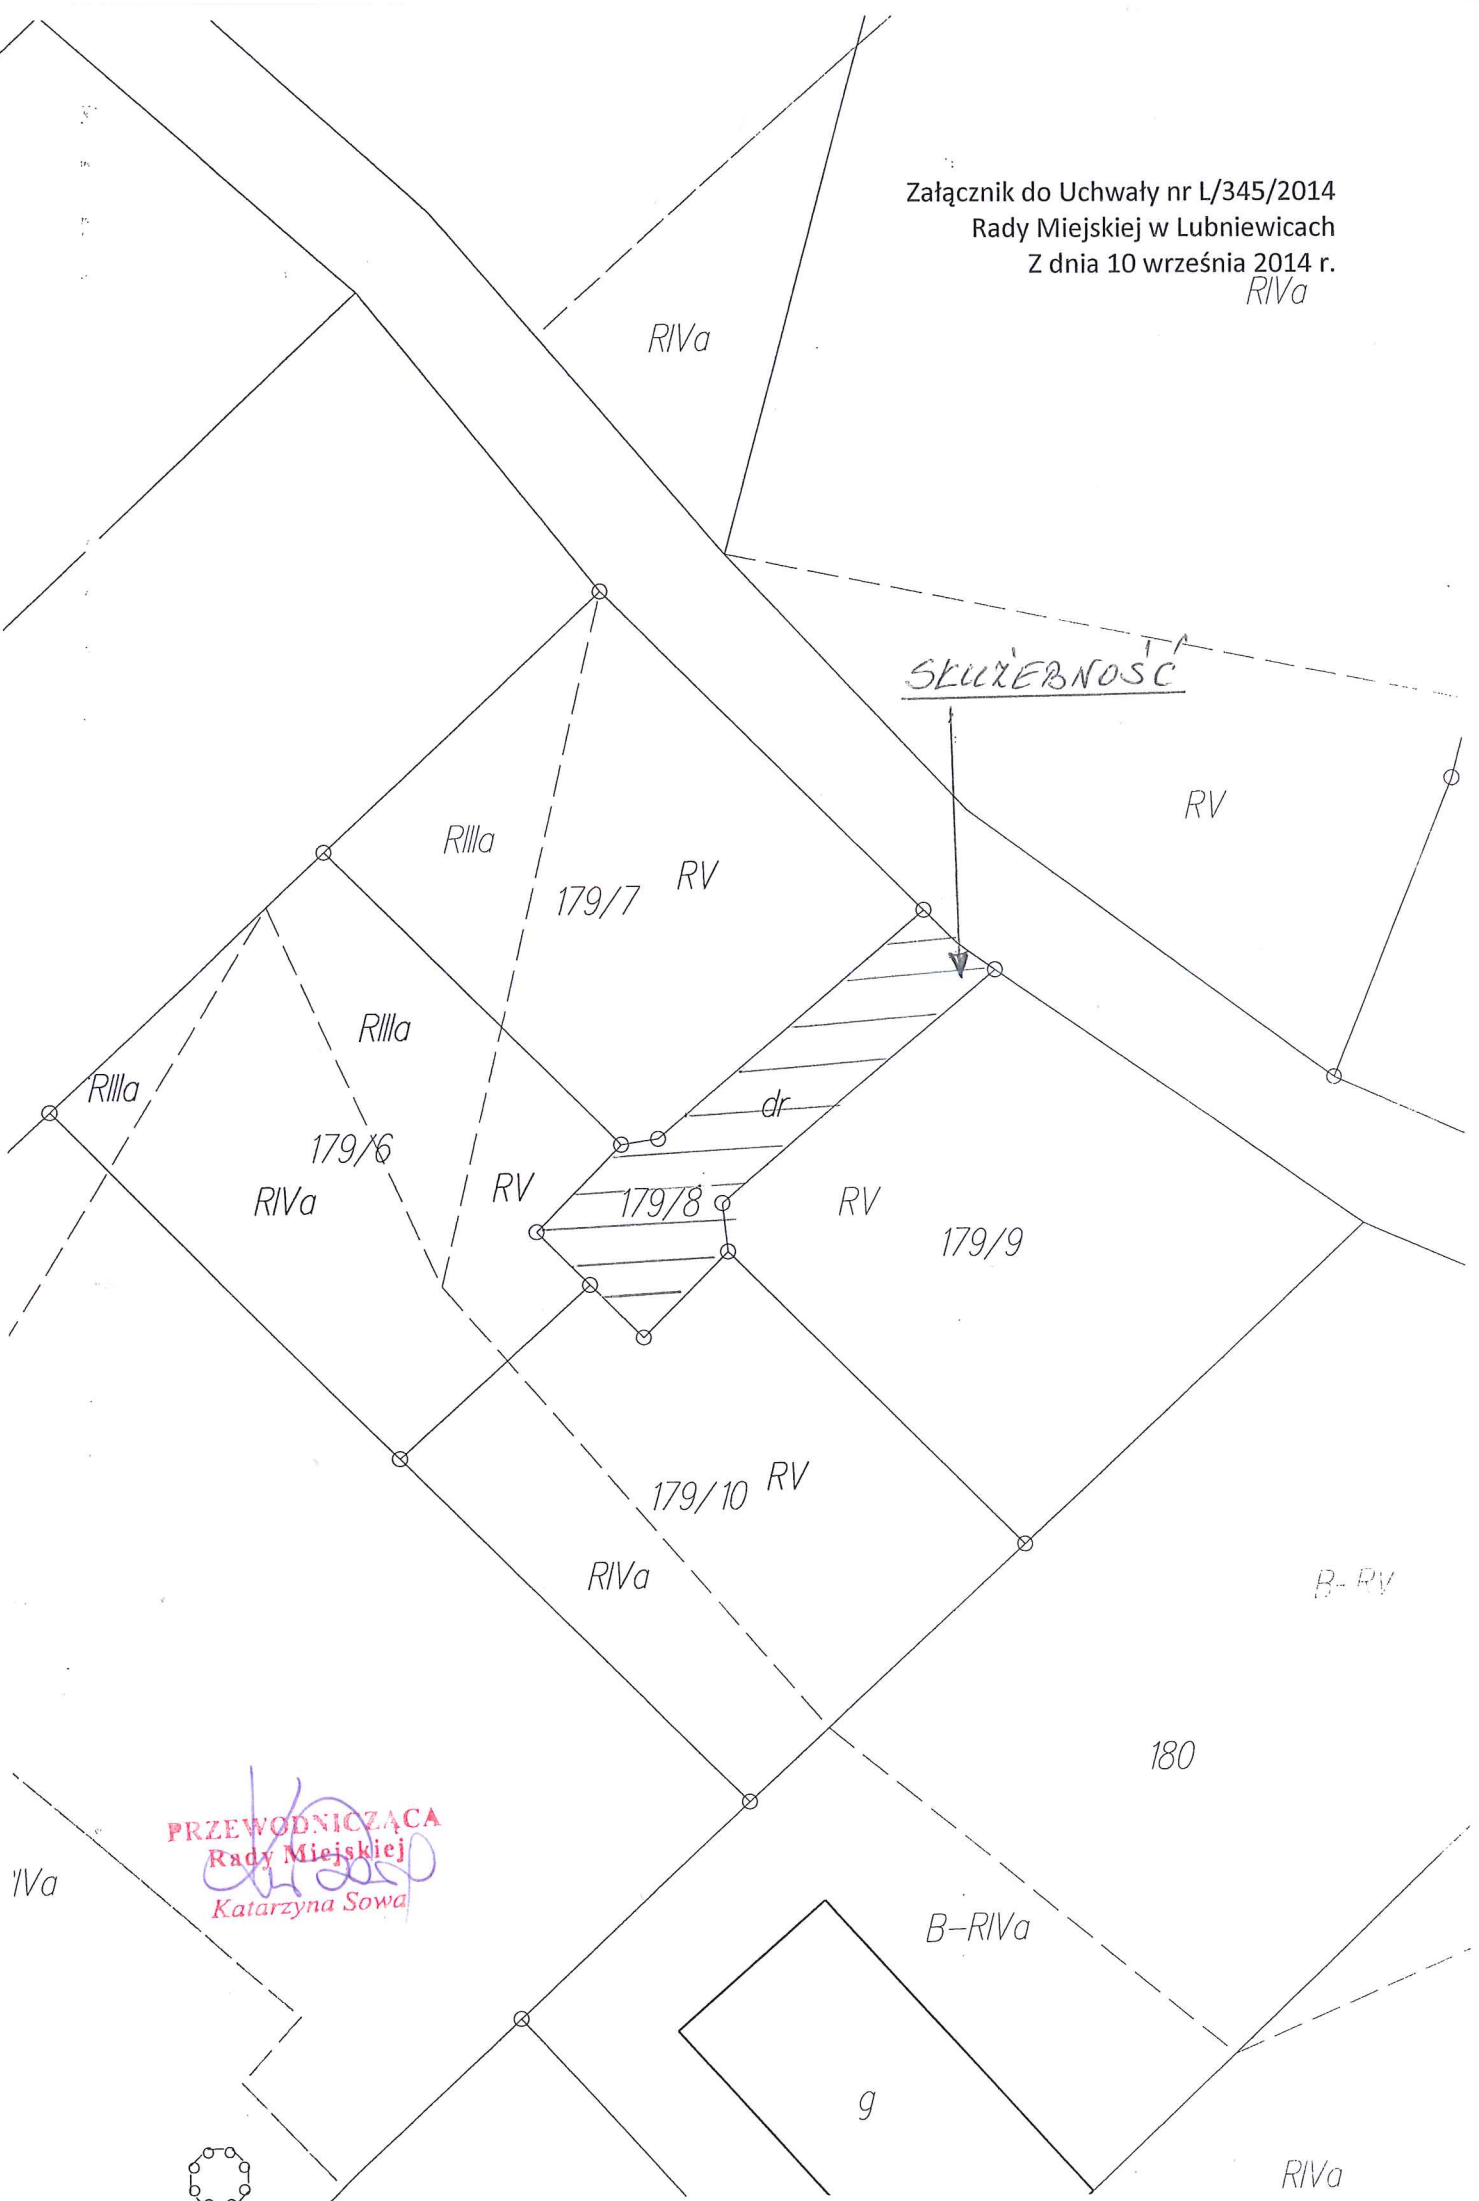 Załącznik do Uchwały nr L/345/2014
Rady Miejskiej w Lubniewicach
Z dnia 10 września 2014 r.
RIVa
RIVa
SŁUŻEBNOŚĆ
RV
RIIIa
RV
179/7
RIIIa
RIIIa
dr
179/6
RIVa
RV
179/8
RV
179/9
179/10 RV
RIVa
B-RV
180
PRZEWODNICZĄCA
Rady Miejskiej
Katarzyna Sowa
IVa
B-RIVa
g
RIVa